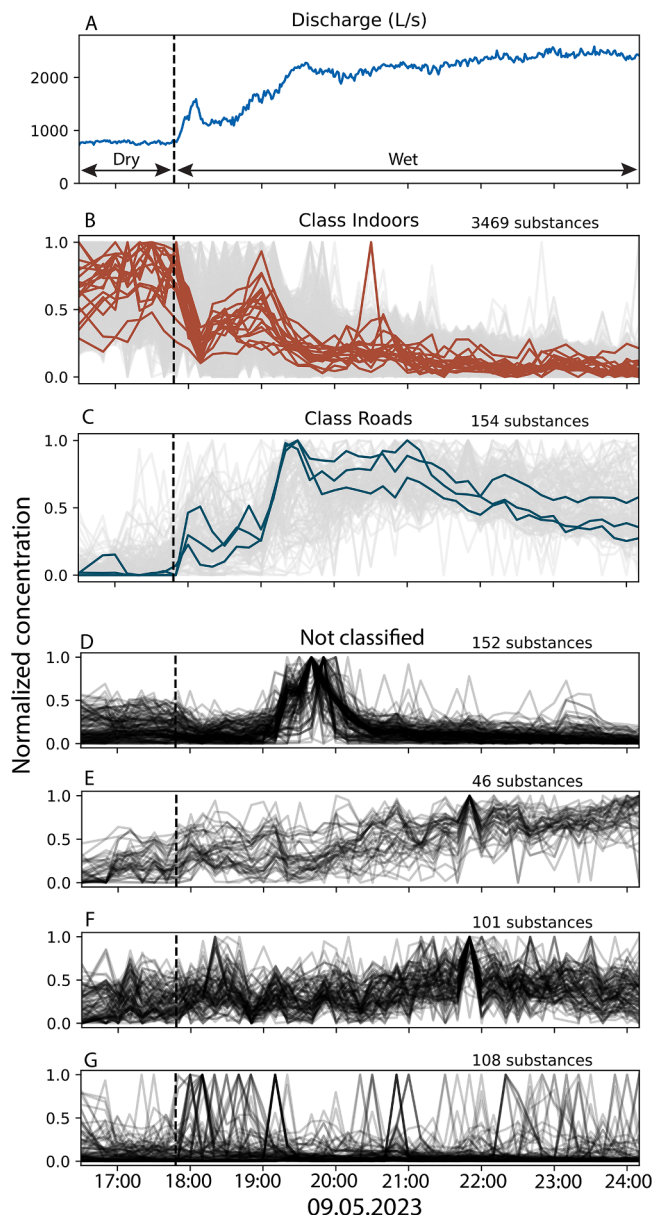 A
Discharge (L/s)
2000
1000
0
Dry
Wet
B
Class Indoors
3469 substances
1.0
0.5
0.0
C
Class Roads
154 substances
1.0
0.5
0.0
Normalized concentration
D
Not classified
152 substances
1.0
0.5
0.0
E
46 substances
1.0
0.5
0.0
F
101 substances
1.0
0.5
0.0
G
108 substances
1.0
0.5
0.0
17:00 18:00 19:00 20:00 21:00 22:00 23:00 24:00
09.05.2023